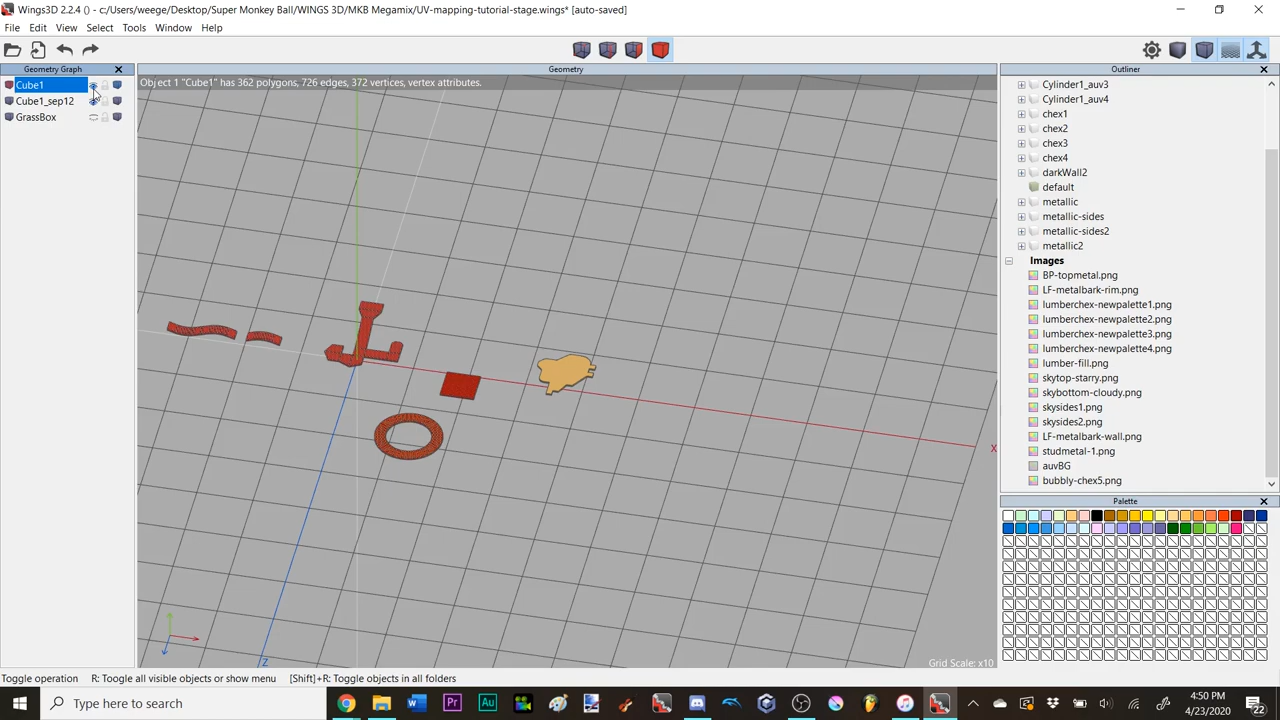 Wings3D 2.2.4 () - c:/Users/weege/Desktop/Super Monkey Ball/WINGS 3D/MKB Megamix/UV-mapping-tutorial-stage.wings* [auto-saved]
File Edit View Select Tools Window Help
Geometry Graph
Geometry
Outliner
Cube1
Cube1_sep12
GrassBox
Object 1 "Cube1" has 362 polygons, 726 edges, 372 vertices, vertex attributes.
X
Z
Grid Scale: x10
Cylinder1_auv3
Cylinder1_auv4
chex1
chex2
chex3
chex4
darkWall2
default
metallic
metallic-sides
metallic-sides2
metallic2
Images
BP-topmetal.png
LF-metalbark-rim.png
lumberchex-newpalette1.png
lumberchex-newpalette2.png
lumberchex-newpalette3.png
lumberchex-newpalette4.png
lumber-fill.png
skytop-starry.png
skybottom-cloudy.png
skysides1.png
skysides2.png
LF-metalbark-wall.png
studmetal-1.png
auvBG
bubbly-chex5.png
Palette
Toggle operation R: Toggle all visible objects or show menu [Shift]+R: Toggle objects in all folders
Type here to search
Pr
Au
4:50 PM
4/23/2020
22